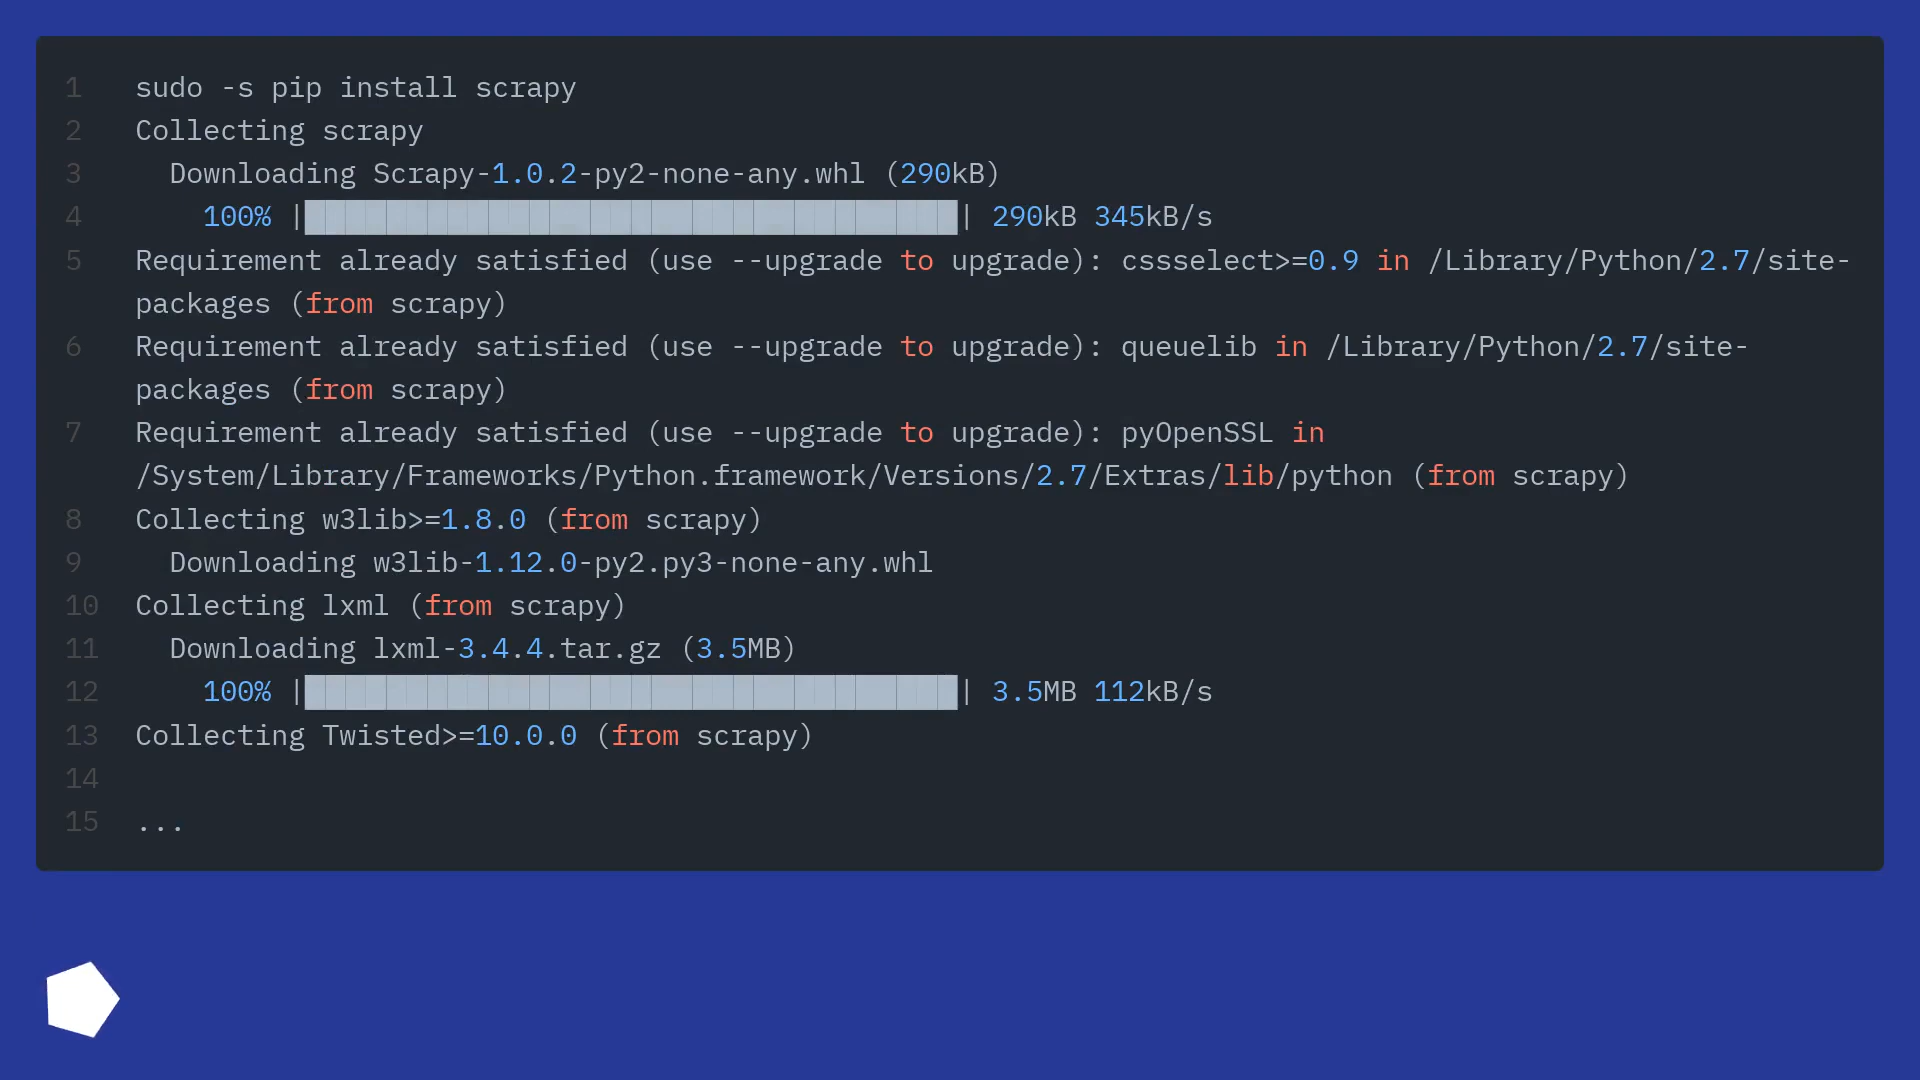 1 sudo -s pip install scrapy
2 Collecting scrapy
3 Downloading Scrapy-1.0.2-py2-none-any.whl (290kB)
4 100% |████████████████████████████████| 290kB 345kB/s
5 Requirement already satisfied (use --upgrade to upgrade): cssselect>=0.9 in /Library/Python/2.7/site-
packages (from scrapy)
6 Requirement already satisfied (use --upgrade to upgrade): queuelib in /Library/Python/2.7/site-
packages (from scrapy)
7 Requirement already satisfied (use --upgrade to upgrade): pyOpenSSL in
/System/Library/Frameworks/Python.framework/Versions/2.7/Extras/lib/python (from scrapy)
8 Collecting w3lib>=1.8.0 (from scrapy)
9 Downloading w3lib-1.12.0-py2.py3-none-any.whl
10 Collecting lxml (from scrapy)
11 Downloading lxml-3.4.4.tar.gz (3.5MB)
12 100% |████████████████████████████████| 3.5MB 112kB/s
13 Collecting Twisted>=10.0.0 (from scrapy)
14
15 ...